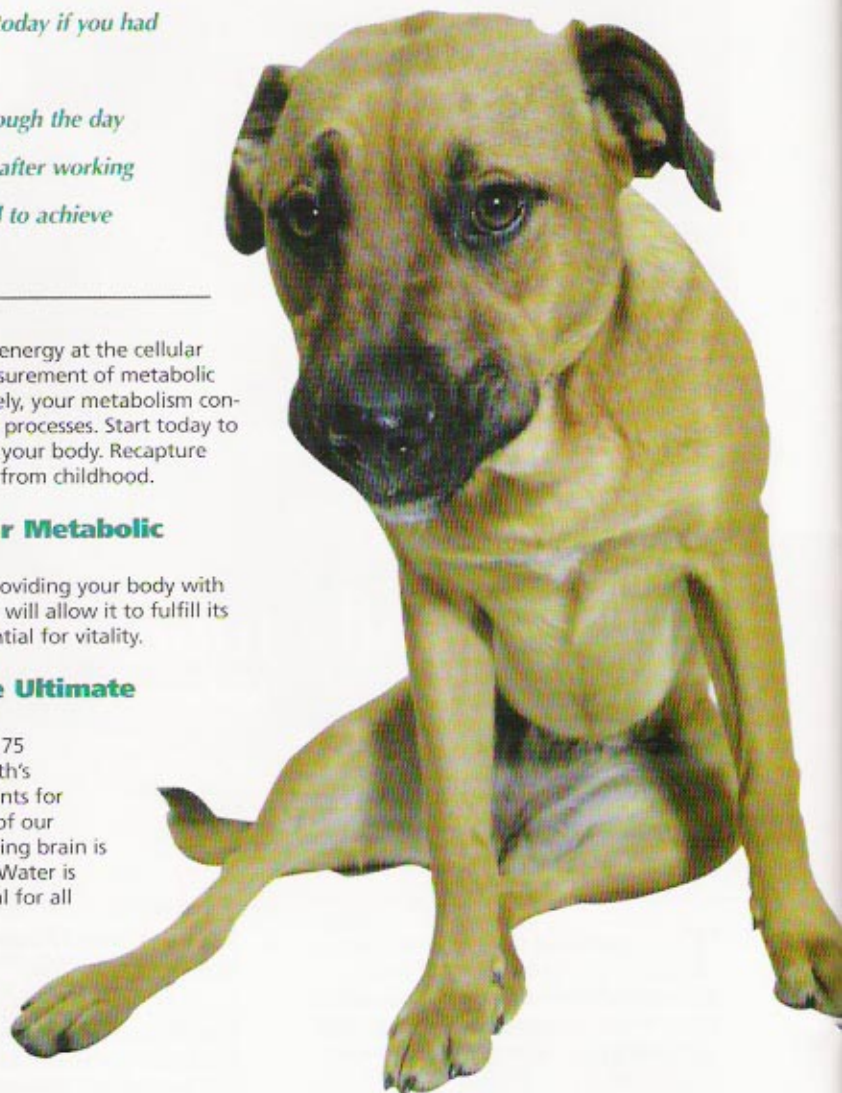 today if you had
ough the day
after working
to achieve
energy at the cellular
surement of metabolic
ely, your metabolism con-
processes. Start today to
your body. Recapture
from childhood.
r Metabolic
oviding your body with
will allow it to fulfill its
ntial for vitality.
e Ultimate
75
th's
nts for
of our
ing brain is
Water is
al for all